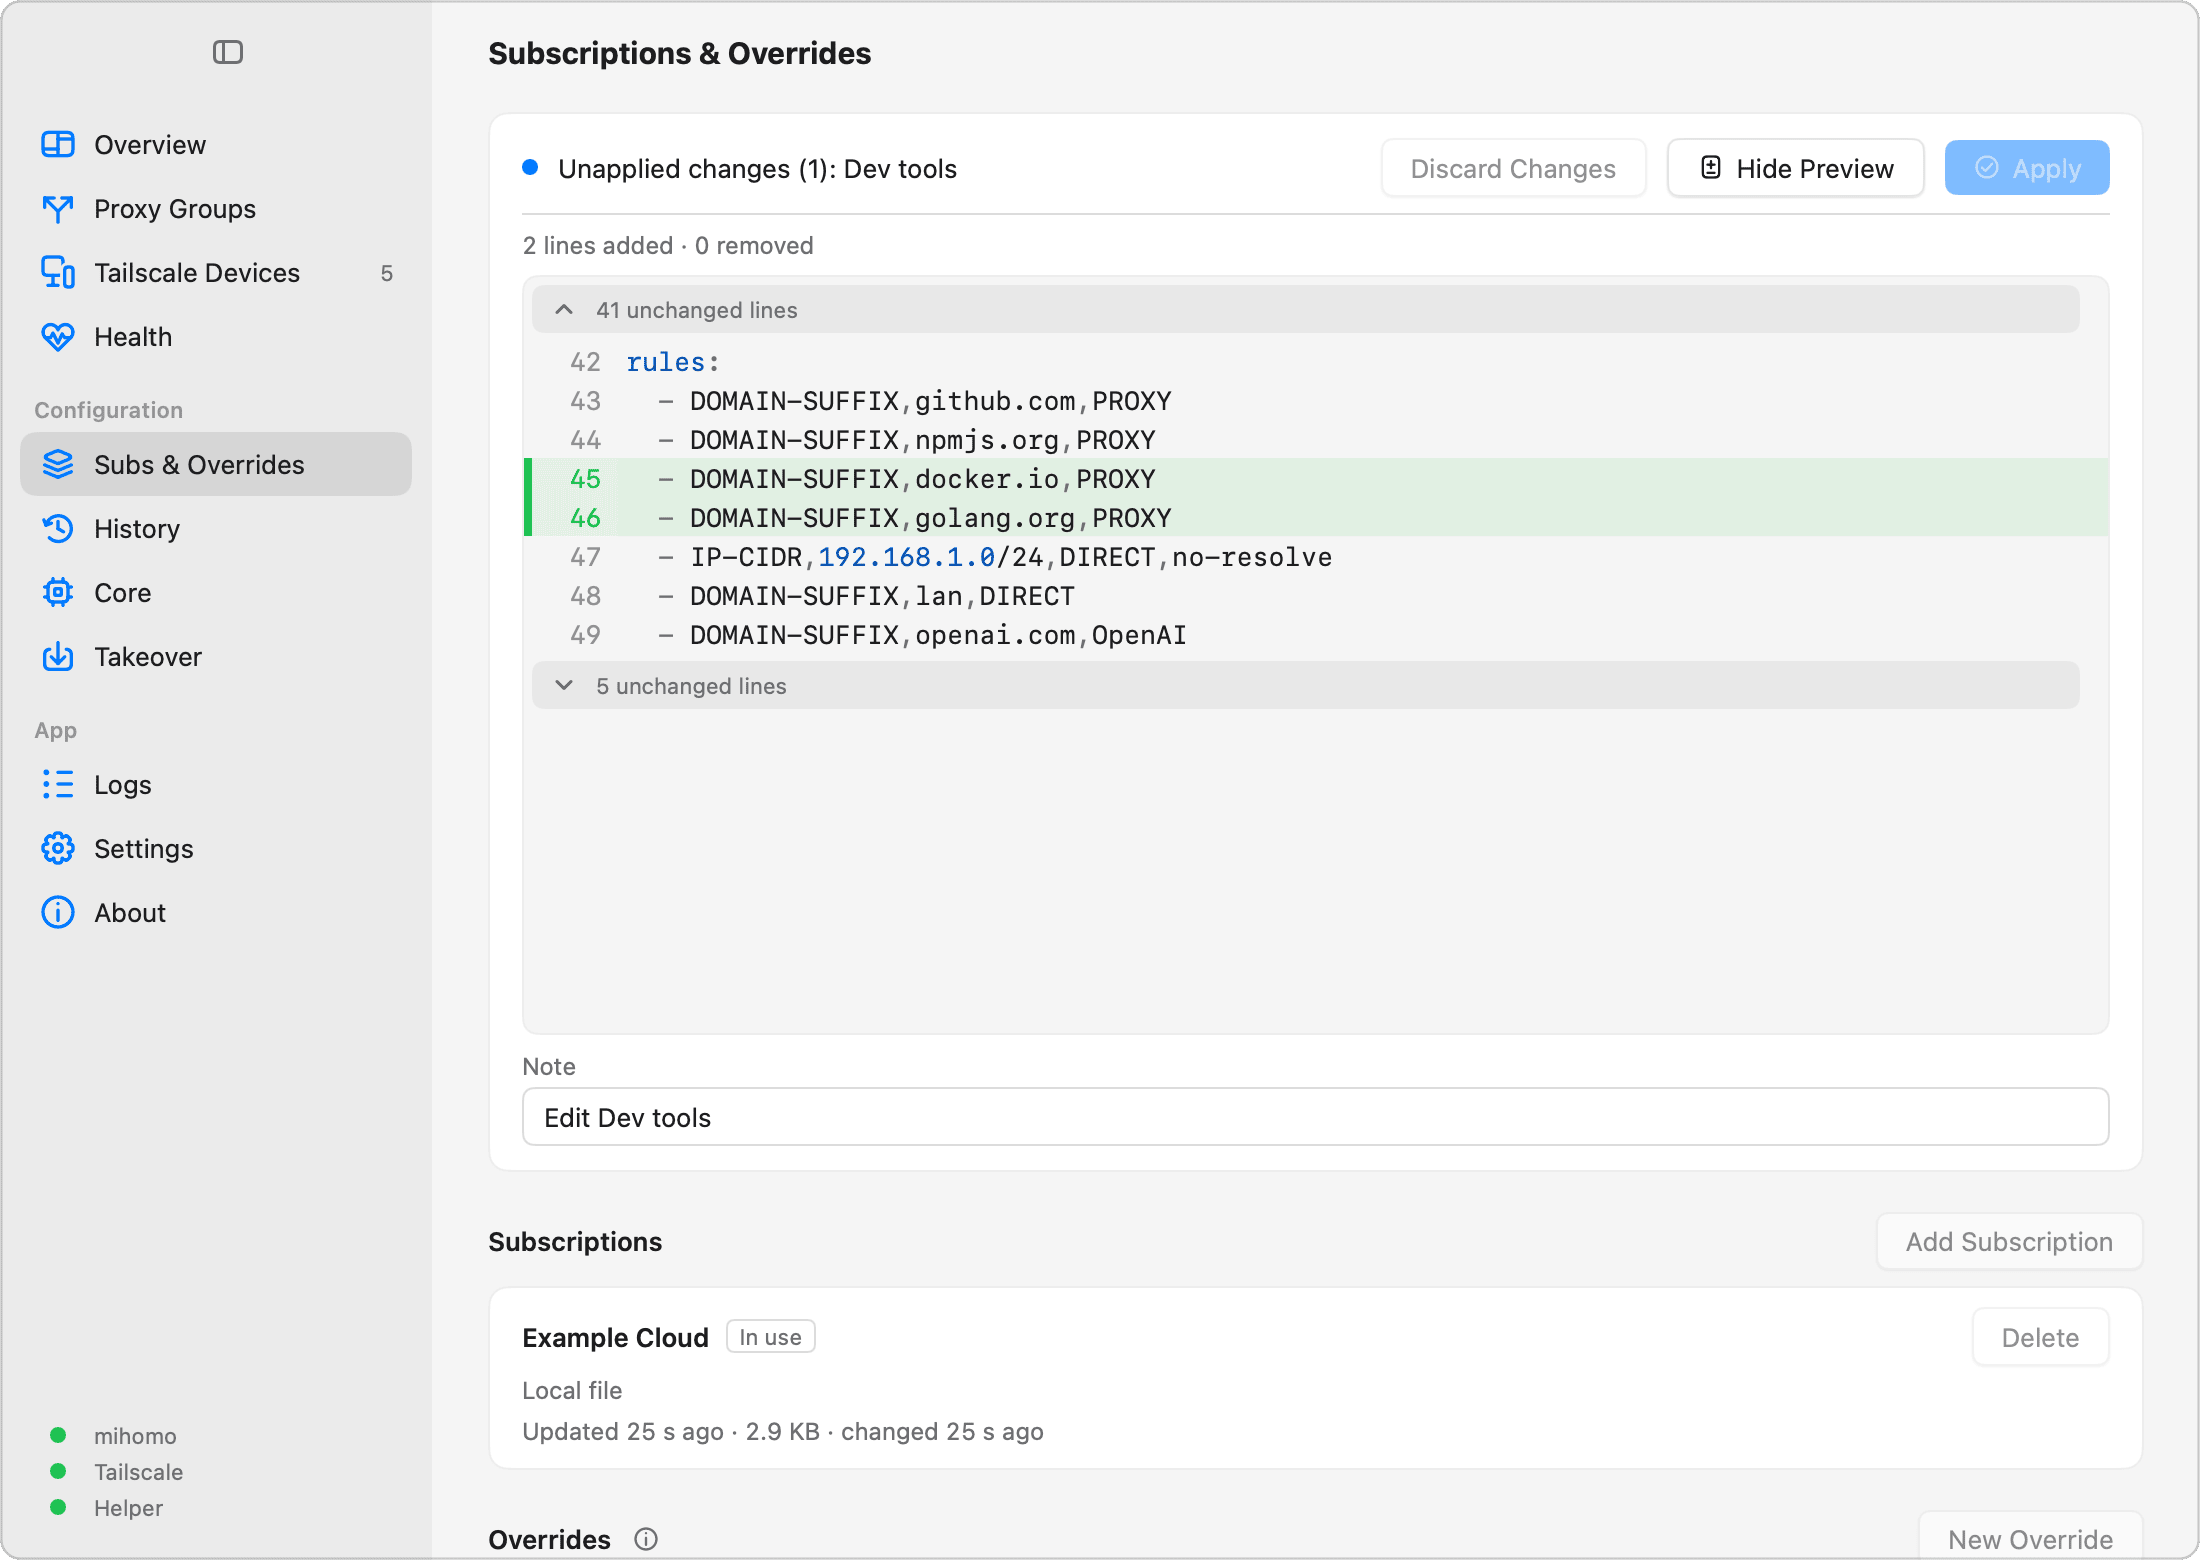 Overview
Proxy Groups
Tailscale Devices 5
Health
Configuration
Subs & Overrides
History
Core
Takeover
App
Logs
Settings
About
mihomo
Tailscale
Helper
Subscriptions & Overrides
Unapplied changes (1): Dev tools
Discard Changes
Hide Preview
Apply
2 lines added · 0 removed
41 unchanged lines
42 rules:
43 - DOMAIN-SUFFIX,github.com,PROXY
44 - DOMAIN-SUFFIX,npmjs.org,PROXY
45 - DOMAIN-SUFFIX,docker.io,PROXY
46 - DOMAIN-SUFFIX,golang.org,PROXY
47 - IP-CIDR,192.168.1.0/24,DIRECT,no-resolve
48 - DOMAIN-SUFFIX,lan,DIRECT
49 - DOMAIN-SUFFIX,openai.com,OpenAI
5 unchanged lines
Note
Edit Dev tools
Subscriptions
Add Subscription
Example Cloud In use
Delete
Local file
Updated 25 s ago · 2.9 KB · changed 25 s ago
Overrides
New Override